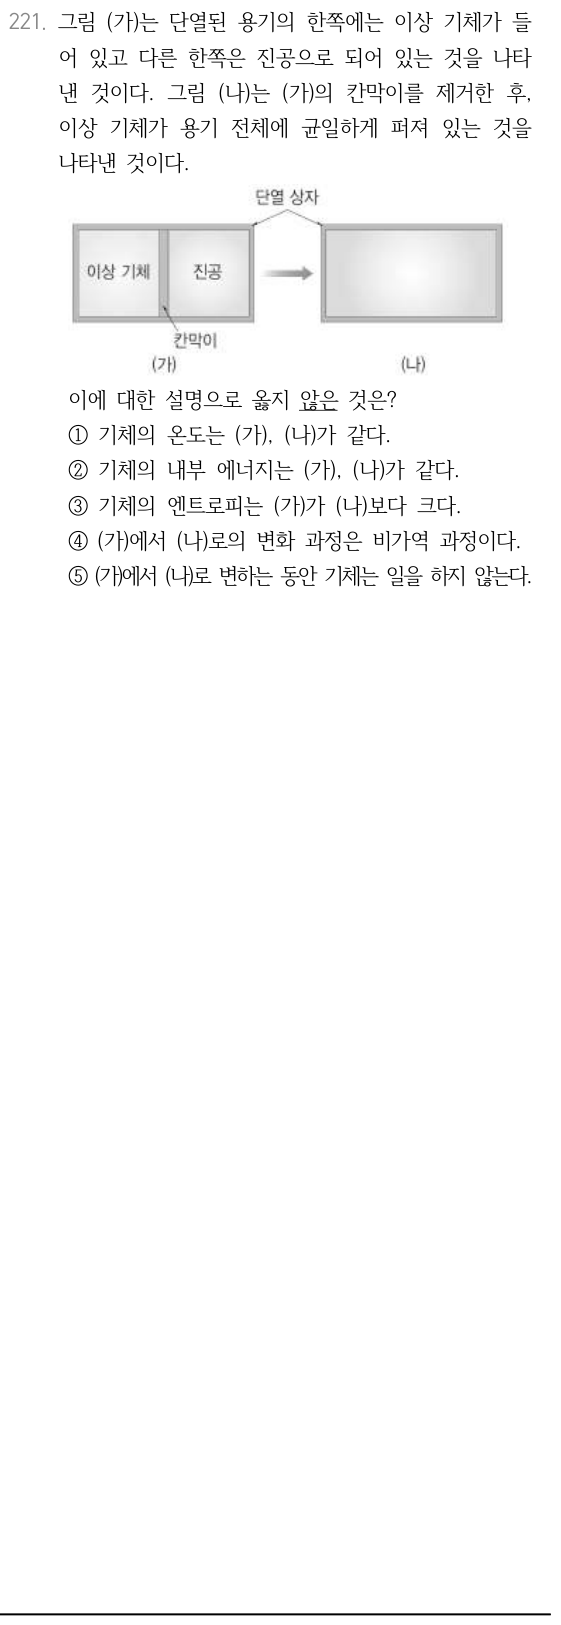 221. 그림 (가)는 단열된 용기의 한쪽에는 이상 기체가 들
어 있고 다른 한쪽은 진공으로 되어 있는 것을 나타
낸 것이다. 그림 (나)는 (가)의 칸막이를 제거한 후,
이상 기체가 용기 전체에 균일하게 퍼져 있는 것을
나타낸 것이다.
단열 상자
이상 기체 진공
칸막이
(가) (나)
이에 대한 설명으로 옳지 않은 것은?
① 기체의 온도는 (가), (나)가 같다.
② 기체의 내부 에너지는 (가), (나)가 같다.
③ 기체의 엔트로피는 (가)가 (나)보다 크다.
④ (가)에서 (나)로의 변화 과정은 비가역 과정이다.
⑤ (가)에서 (나)로 변하는 동안 기체는 일을 하지 않는다.